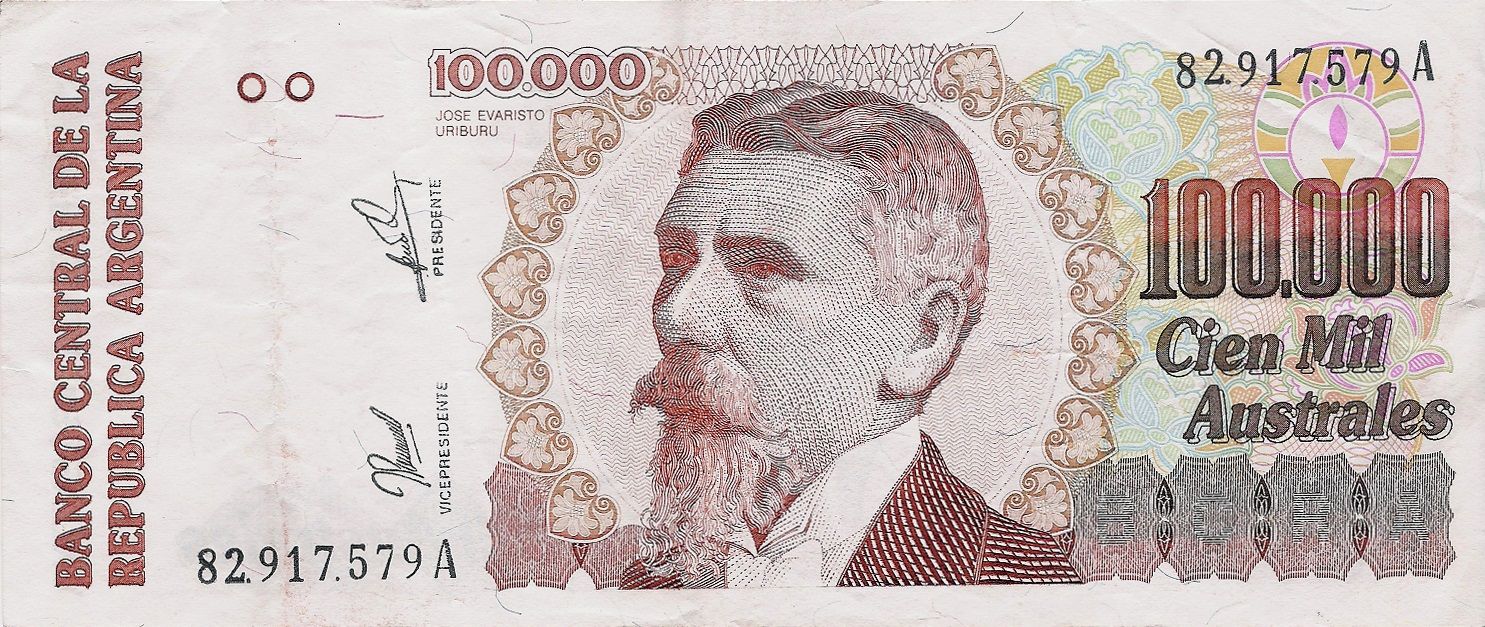 BANCO CENTRAL DE LA
REPUBLICA ARGENTINA
100.000
JOSE EVARISTO
URIBURU
PRESIDENTE
VICEPRESIDENTE
82.917.579 A
82.917.579 A
100.000
Cien Mil
Australes